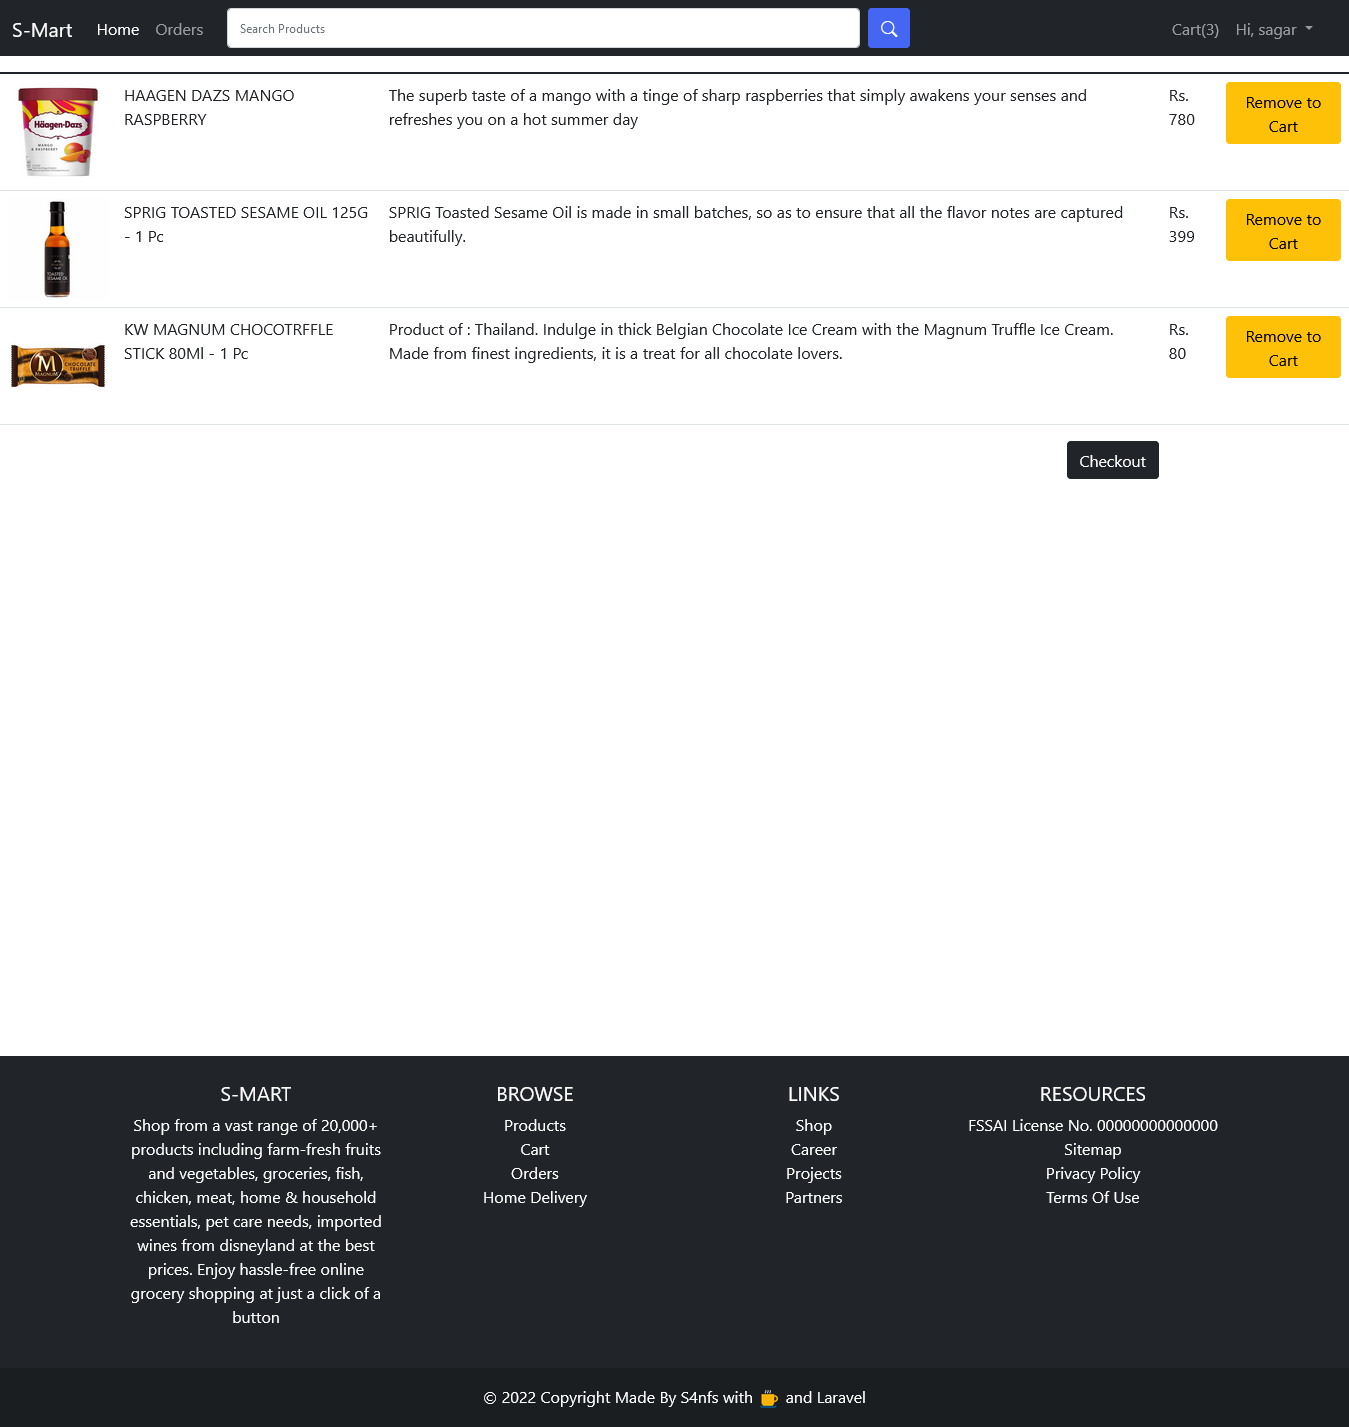 S-Mart Home Orders Search Products Cart(3) Hi, sagar
HAAGEN DAZS MANGO
RASPBERRY
The superb taste of a mango with a tinge of sharp raspberries that simply awakens your senses and
refreshes you on a hot summer day
Rs.
780
Remove to
Cart
Häagen-Dazs
MANGO
& RASPBERRY
SPRIG TOASTED SESAME OIL 125G
- 1 Pc
SPRIG Toasted Sesame Oil is made in small batches, so as to ensure that all the flavor notes are captured
beautifully.
Rs.
399
Remove to
Cart
TOASTED
SESAME OIL
KW MAGNUM CHOCOTRFFLE
STICK 80Ml - 1 Pc
Product of : Thailand. Indulge in thick Belgian Chocolate Ice Cream with the Magnum Truffle Ice Cream.
Made from finest ingredients, it is a treat for all chocolate lovers.
Rs.
80
Remove to
Cart
M
MAGNUM
CHOCOLATE
TRUFFLE
Checkout
S-MART
Shop from a vast range of 20,000+
products including farm-fresh fruits
and vegetables, groceries, fish,
chicken, meat, home & household
essentials, pet care needs, imported
wines from disneyland at the best
prices. Enjoy hassle-free online
grocery shopping at just a click of a
button
BROWSE
Products
Cart
Orders
Home Delivery
LINKS
Shop
Career
Projects
Partners
RESOURCES
FSSAI License No. 00000000000000
Sitemap
Privacy Policy
Terms Of Use
© 2022 Copyright Made By S4nfs with and Laravel